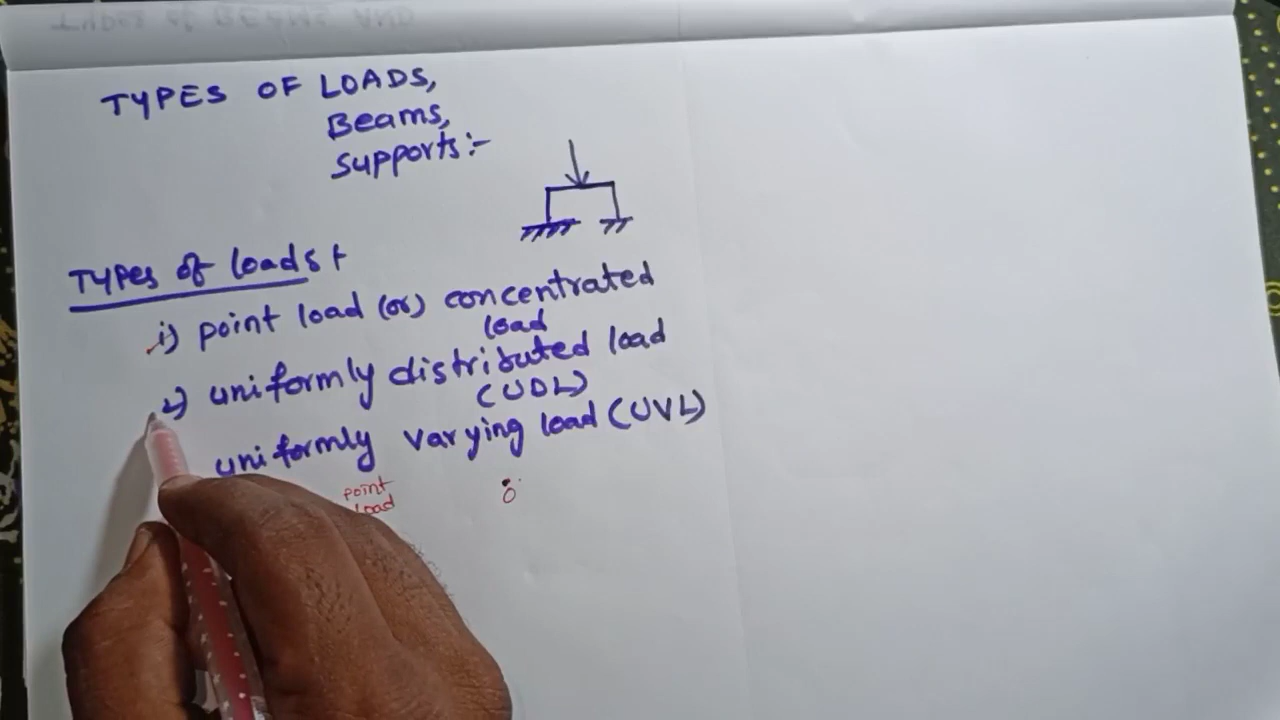 TYPES OF LOADS,
Beams,
Supports:-
Types of loads:-
i) point load (or) concentrated
load
2) uniformly distributed load
(UDL)
uniformly varying load (UVL)
point
load